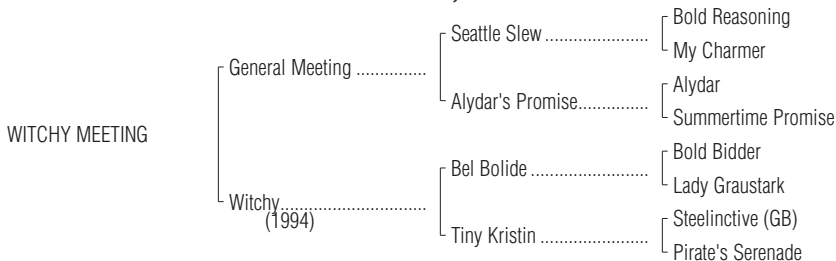 Bold Reasoning
Seattle Slew ........................
My Charmer
General Meeting ...............
Alydar
Alydar's Promise................
Summertime Promise
WITCHY MEETING
Bold Bidder
Bel Bolide ...........................
Lady Graustark
Witchy.................................
(1994)
Steelinctive (GB)
Tiny Kristin .........................
Pirate's Serenade